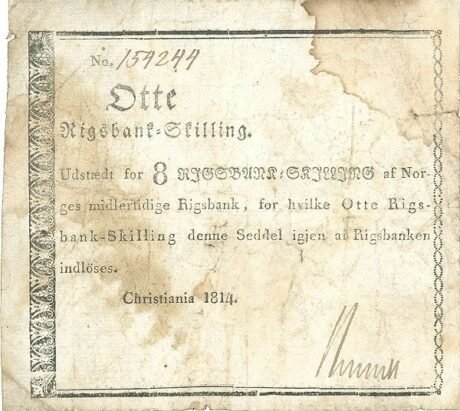 No. 154244
Otte
Rigsbank-Skilling.
Udstædt for 8 RIGSBANK-SKILLING af Nor-
ges midlertidige Rigsbank, for hvilke Otte Rigs-
bank-Skilling denne Seddel igjen af Rigsbanken
indlöses.
Christiania 1814.